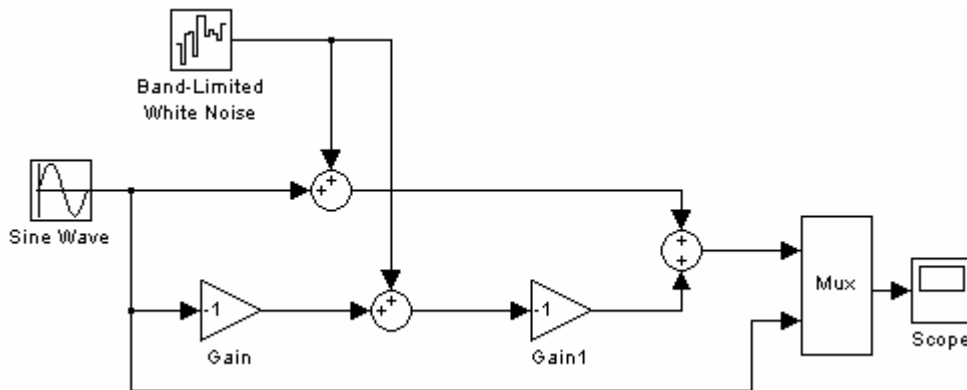 Band-Limited
White Noise
+
+
Sine Wave
+
+
Mux
-1
+
+
-1
Gain
Gain1
Scope